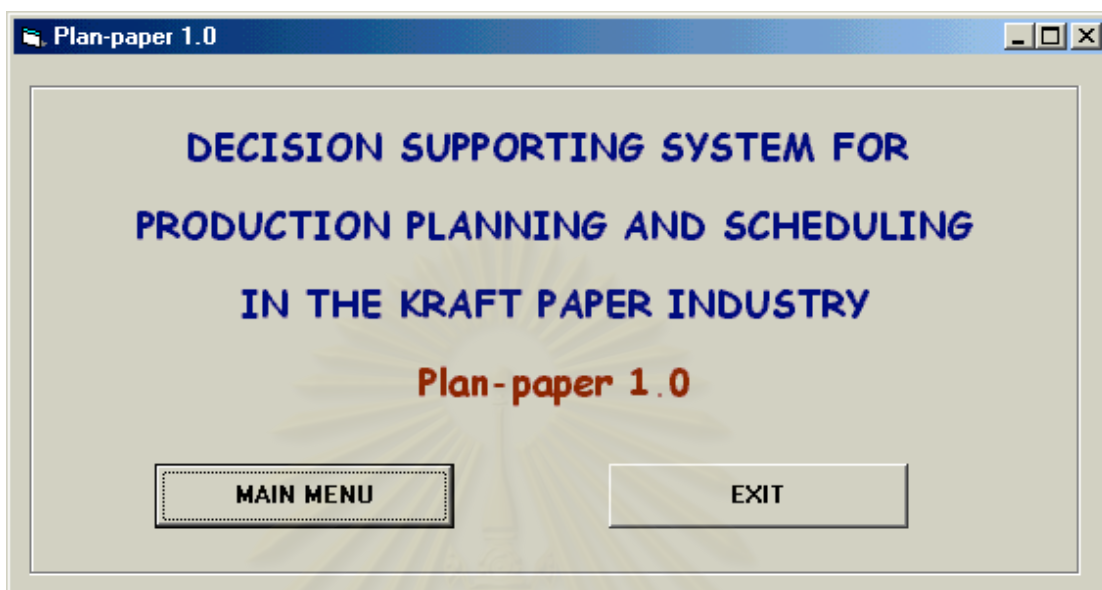 Plan-paper 1.0
DECISION SUPPORTING SYSTEM FOR
PRODUCTION PLANNING AND SCHEDULING
IN THE KRAFT PAPER INDUSTRY
Plan-paper 1.0
MAIN MENU
EXIT